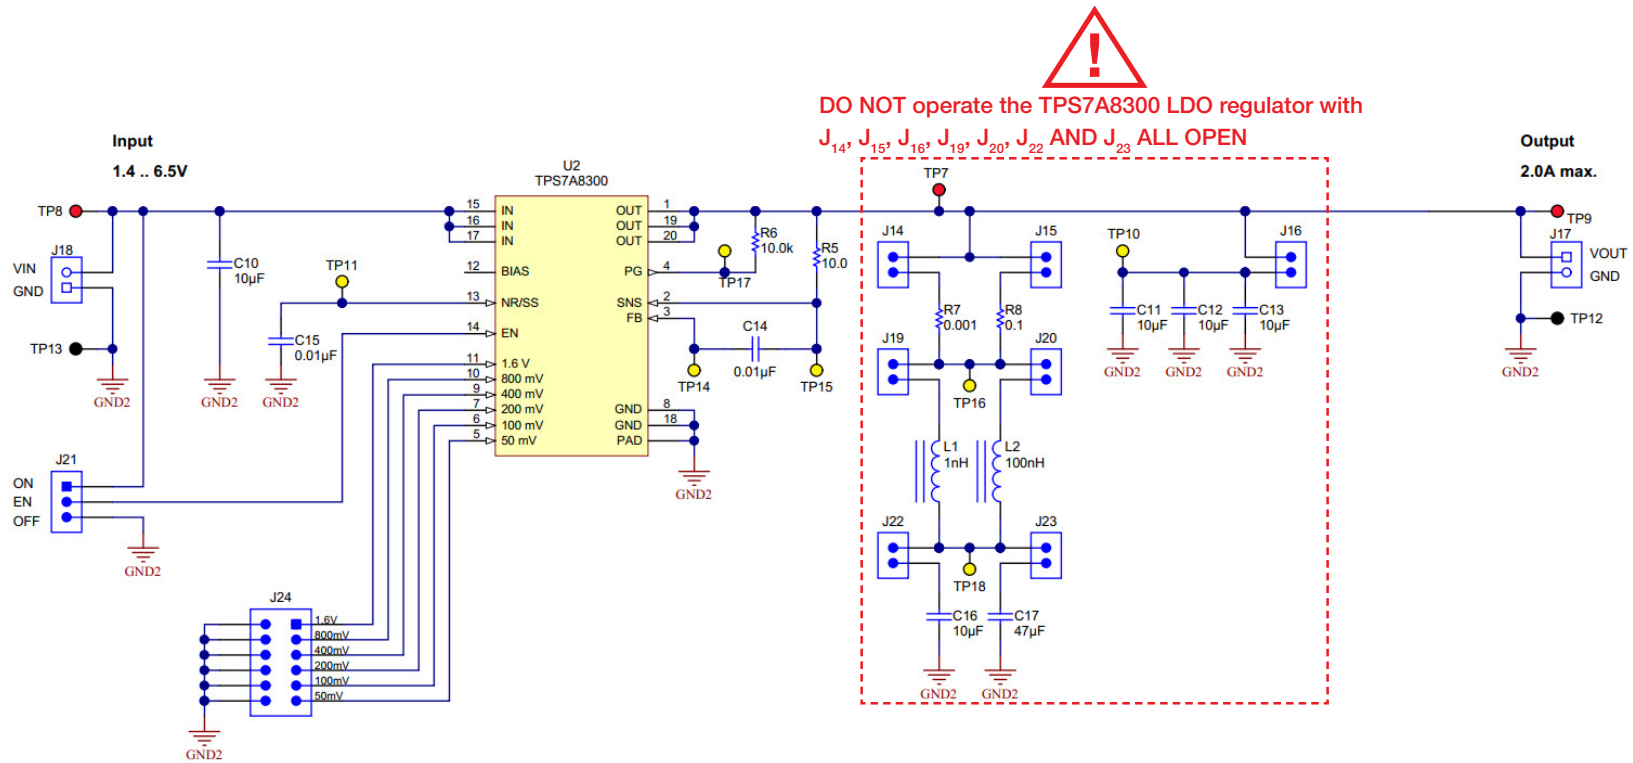 !
DO NOT operate the TPS7A8300 LDO regulator with
J14, J15, J16, J19, J20, J22 AND J23 ALL OPEN
Input
1.4 .. 6.5V
Output
2.0A max.
U2
TPS7A8300
TP8
J18
VIN
GND
TP13
GND2
C10
10µF
GND2
TP11
C15
0.01µF
GND2
15 IN
16 IN
17 IN
12 BIAS
13 NR/SS
14 EN
11 1.6 V
10 800 mV
9 400 mV
7 200 mV
6 100 mV
5 50 mV
OUT 1
OUT 19
OUT 20
PG 4
SNS 2
FB 3
GND 8
GND 18
PAD
GND2
R6
10.0k
TP17
R5
10.0
C14
0.01µF
TP14
TP15
TP7
J14
J15
R7
0.001
R8
0.1
J19
J20
TP16
L1
1nH
L2
100nH
J22
J23
TP18
C16
10µF
C17
47µF
GND2
GND2
TP10
J16
C11
10µF
C12
10µF
C13
10µF
GND2
GND2
GND2
TP9
J17
VOUT
GND
TP12
GND2
J21
ON
EN
OFF
GND2
J24
1.6V
800mV
400mV
200mV
100mV
50mV
GND2